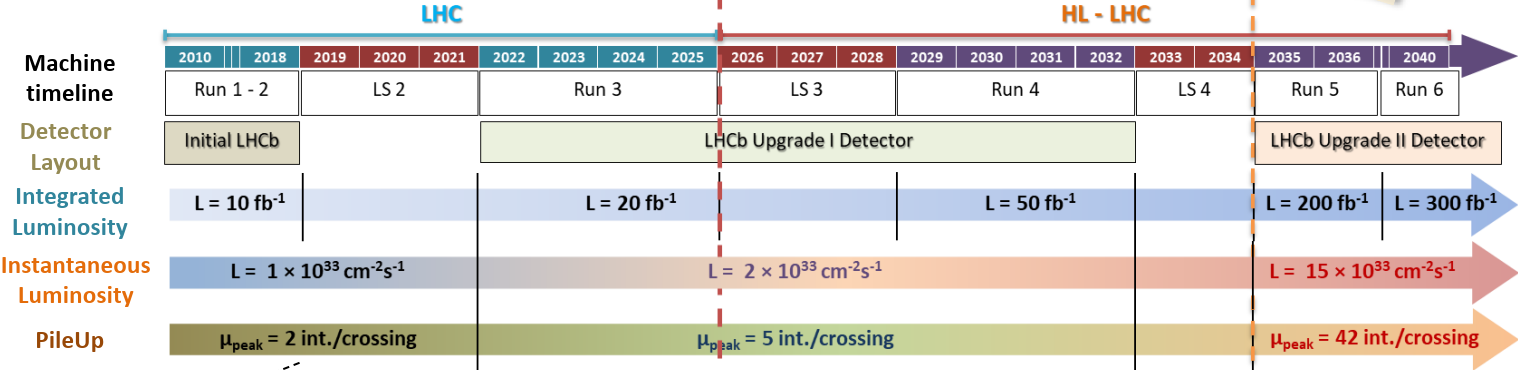 LHC HL - LHC
2010 2018 2019 2020 2021 2022 2023 2024 2025 2026 2027 2028 2029 2030 2031 2032 2033 2034 2035 2036 2040
Machine
timeline
Run 1 - 2 LS 2 Run 3 LS 3 Run 4 LS 4 Run 5 Run 6
Detector
Layout
Initial LHCb LHCb Upgrade I Detector LHCb Upgrade II Detector
Integrated
Luminosity
L = 10 fb⁻¹ L = 20 fb⁻¹ L = 50 fb⁻¹ L = 200 fb⁻¹ L = 300 fb⁻¹
Instantaneous
Luminosity
L = 1 × 10³³ cm⁻²s⁻¹ L = 2 × 10³³ cm⁻²s⁻¹ L = 15 × 10³³ cm⁻²s⁻¹
PileUp
μpeak = 2 int./crossing μpeak = 5 int./crossing μpeak = 42 int./crossing